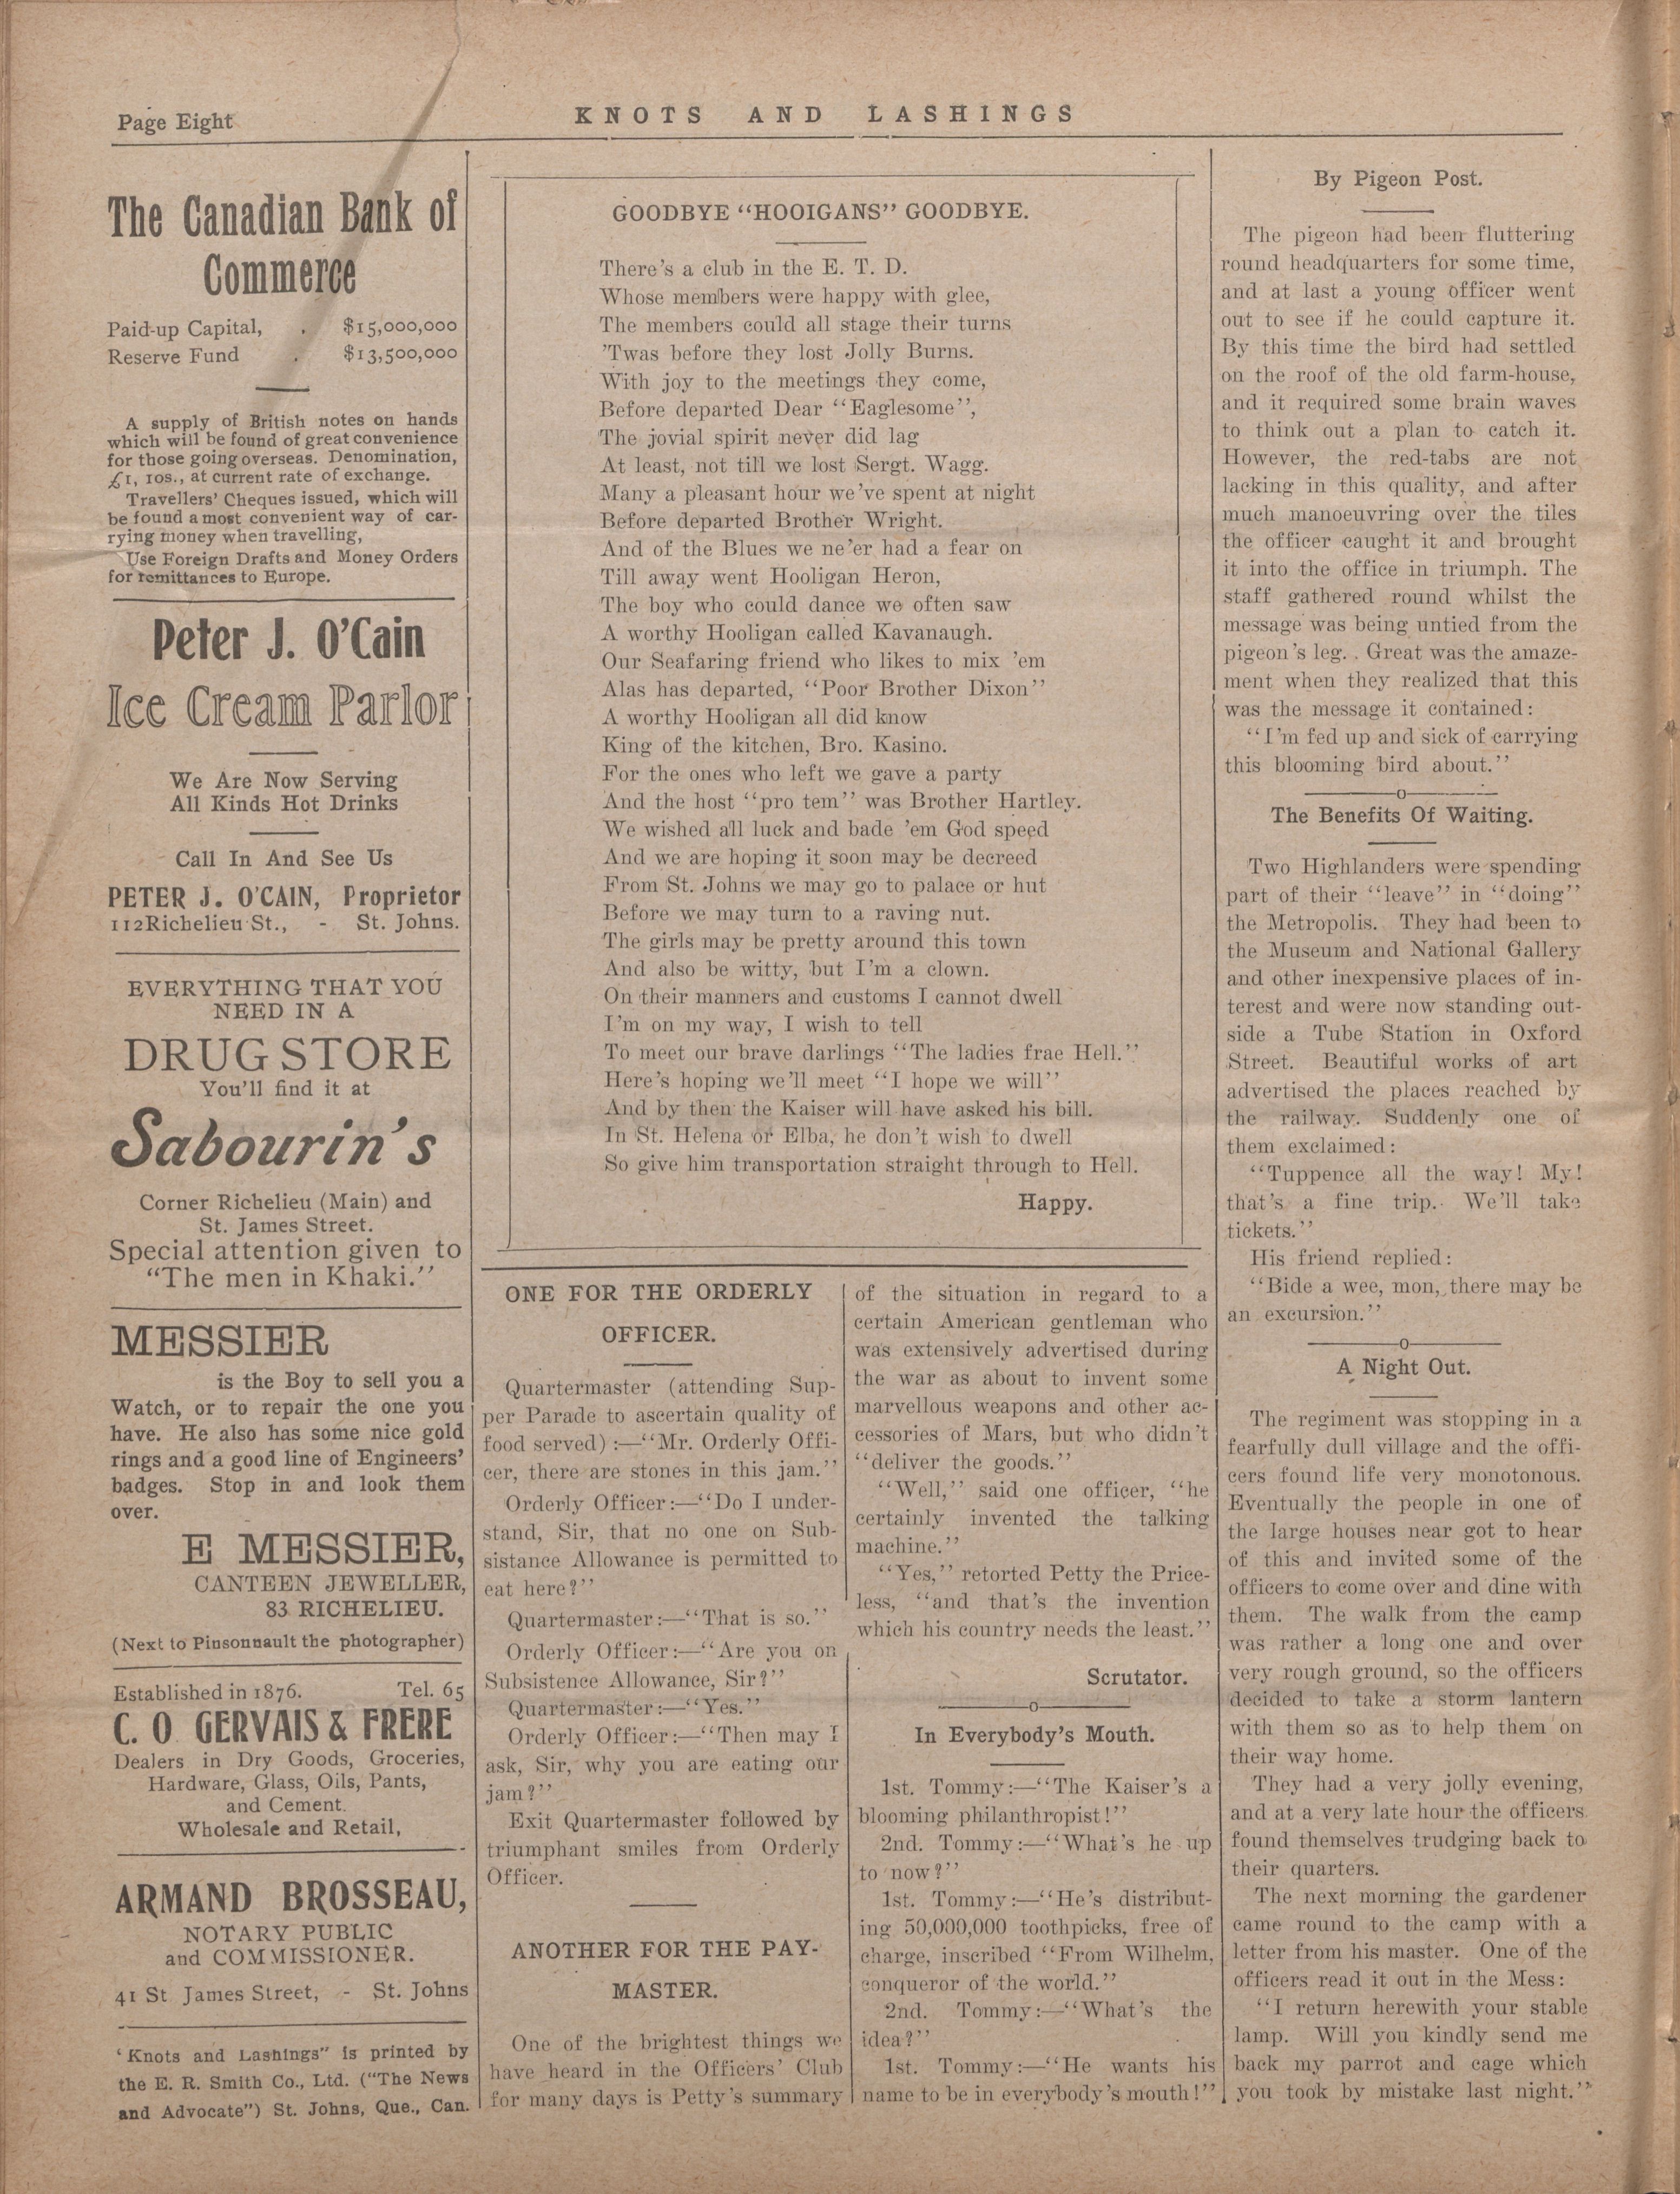 Page Eight
KNOTS AND LASHINGS
The Canadian Bank of
Commerce
Paid-up Capital, . $15,000,000
Reserve Fund . $13,500,000
A supply of British notes on hands
which will be found of great convenience
for those going overseas. Denomination,
£1, 10s., at current rate of exchange.
Travellers' Cheques issued, which will
be found a most convenient way of car-
rying money when travelling,
Use Foreign Drafts and Money Orders
for remittances to Europe.
Peter J. O'Cain
Ice Cream Parlor
We Are Now Serving
All Kinds Hot Drinks
Call In And See Us
PETER J. O'CAIN, Proprietor
112 Richelieu St., - St. Johns.
EVERYTHING THAT YOU
NEED IN A
DRUG STORE
You'll find it at
Sabourin's
Corner Richelieu (Main) and
St. James Street.
Special attention given to
"The men in Khaki."
MESSIER
is the Boy to sell you a
Watch, or to repair the one you
have. He also has some nice gold
rings and a good line of Engineers'
badges. Stop in and look them
over.
E MESSIER,
CANTEEN JEWELLER,
83 RICHELIEU.
(Next to Pinsonnault the photographer)
Established in 1876. Tel. 65
C. O GERVAIS & FRERE
Dealers in Dry Goods, Groceries,
Hardware, Glass, Oils, Pants,
and Cement.
Wholesale and Retail,
ARMAND BROSSEAU,
NOTARY PUBLIC
and COMMISSIONER.
41 St James Street, - St. Johns
'Knots and Lashings" is printed by
the E. R. Smith Co., Ltd. ("The News
and Advocate") St. Johns, Que., Can.
GOODBYE "HOOIGANS" GOODBYE.
There's a club in the E. T. D.
Whose members were happy with glee,
The members could all stage their turns
'Twas before they lost Jolly Burns.
With joy to the meetings they come,
Before departed Dear "Eaglesome",
The jovial spirit never did lag
At least, not till we lost Sergt. Wagg.
Many a pleasant hour we've spent at night
Before departed Brother Wright.
And of the Blues we ne'er had a fear on
Till away went Hooligan Heron,
The boy who could dance we often saw
A worthy Hooligan called Kavanaugh.
Our Seafaring friend who likes to mix 'em
Alas has departed, "Poor Brother Dixon"
A worthy Hooligan all did know
King of the kitchen, Bro. Kasino.
For the ones who left we gave a party
And the host "pro tem" was Brother Hartley.
We wished all luck and bade 'em God speed
And we are hoping it soon may be decreed
From St. Johns we may go to palace or hut
Before we may turn to a raving nut.
The girls may be pretty around this town
And also be witty, but I'm a clown.
On their manners and customs I cannot dwell
I'm on my way, I wish to tell
To meet our brave darlings "The ladies frae Hell."
Here's hoping we'll meet "I hope we will"
And by then the Kaiser will have asked his bill.
In St. Helena or Elba, he don't wish to dwell
So give him transportation straight through to Hell.
Happy.
ONE FOR THE ORDERLY
OFFICER.
Quartermaster (attending Sup-
per Parade to ascertain quality of
food served) :—"Mr. Orderly Offi-
cer, there are stones in this jam."
Orderly Officer:—"Do I under-
stand, Sir, that no one on Sub-
sistance Allowance is permitted to
eat here?"
Quartermaster:—"That is so."
Orderly Officer:—"Are you on
Subsistence Allowance, Sir?"
Quartermaster:—"Yes."
Orderly Officer:—"Then may I
ask, Sir, why you are eating our
jam?"
Exit Quartermaster followed by
triumphant smiles from Orderly
Officer.
ANOTHER FOR THE PAY-
MASTER.
One of the brightest things we
have heard in the Officers' Club
for many days is Petty's summary
of the situation in regard to a
certain American gentleman who
was extensively advertised during
the war as about to invent some
marvellous weapons and other ac-
cessories of Mars, but who didn't
"deliver the goods."
"Well," said one officer, "he
certainly invented the talking
machine."
"Yes," retorted Petty the Price-
less, "and that's the invention
which his country needs the least."
Scrutator.
o
In Everybody's Mouth.
1st. Tommy:—"The Kaiser's a
blooming philanthropist!"
2nd. Tommy:—"What's he up
to now?"
1st. Tommy:—"He's distribut-
ing 50,000,000 toothpicks, free of
charge, inscribed "From Wilhelm,
conqueror of the world."
2nd. Tommy:—"What's the
idea?"
1st. Tommy:—"He wants his
name to be in everybody's mouth!"
By Pigeon Post.
The pigeon had been fluttering
round headquarters for some time,
and at last a young officer went
out to see if he could capture it.
By this time the bird had settled
on the roof of the old farm-house,
and it required some brain waves
to think out a plan to catch it.
However, the red-tabs are not
lacking in this quality, and after
much manoeuvring over the tiles
the officer caught it and brought
it into the office in triumph. The
staff gathered round whilst the
message was being untied from the
pigeon's leg. . Great was the amaze-
ment when they realized that this
was the message it contained:
"I'm fed up and sick of carrying
this blooming bird about."
o
The Benefits Of Waiting.
Two Highlanders were spending
part of their "leave" in "doing"
the Metropolis. They had been to
the Museum and National Gallery
and other inexpensive places of in-
terest and were now standing out-
side a Tube Station in Oxford
Street. Beautiful works of art
advertised the places reached by
the railway. Suddenly one of
them exclaimed:
"Tuppence all the way! My!
that's a fine trip. We'll take
tickets."
His friend replied:
"Bide a wee, mon, there may be
an excursion."
o
A Night Out.
The regiment was stopping in a
fearfully dull village and the offi-
cers found life very monotonous.
Eventually the people in one of
the large houses near got to hear
of this and invited some of the
officers to come over and dine with
them. The walk from the camp
was rather a long one and over
very rough ground, so the officers
decided to take a storm lantern
with them so as to help them on
their way home.
They had a very jolly evening,
and at a very late hour the officers
found themselves trudging back to
their quarters.
The next morning the gardener
came round to the camp with a
letter from his master. One of the
officers read it out in the Mess:
"I return herewith your stable
lamp. Will you kindly send me
back my parrot and cage which
you took by mistake last night."